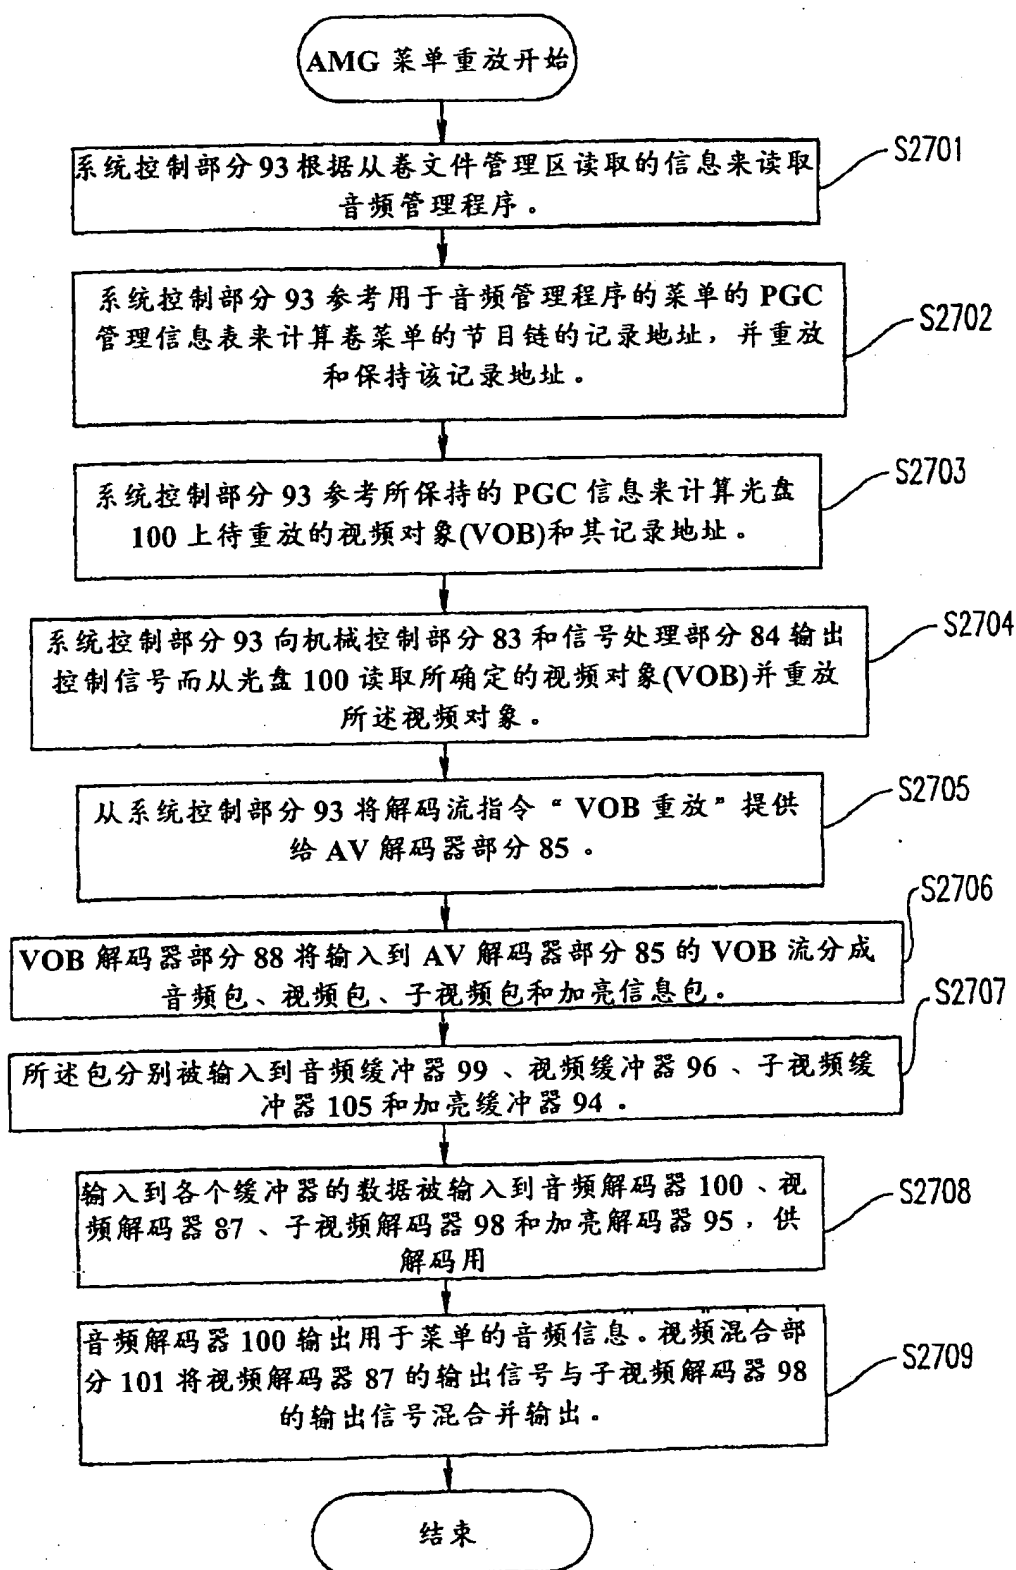 AMG 菜单重放开始
系统控制部分 93 根据从卷文件管理区读取的信息来读取
音频管理程序。
S2701
系统控制部分 93 参考用于音频管理程序的菜单的 PGC
管理信息表来计算卷菜单的节目链的记录地址，并重放
和保持该记录地址。
S2702
系统控制部分 93 参考所保持的 PGC 信息来计算光盘
100 上待重放的视频对象(VOB)和其记录地址。
S2703
系统控制部分 93 向机械控制部分 83 和信号处理部分 84 输出
控制信号而从光盘 100 读取所确定的视频对象(VOB)并重放
所述视频对象。
S2704
从系统控制部分 93 将解码流指令“VOB 重放”提供
给 AV 解码器部分 85 。
S2705
VOB 解码器部分 88 将输入到 AV 解码器部分 85 的 VOB 流分成
音频包、视频包、子视频包和加亮信息包。
S2706
所述包分别被输入到音频缓冲器 99 、视频缓冲器 96 、子视频缓
冲器 105 和加亮缓冲器 94 。
S2707
输入到各个缓冲器的数据被输入到音频解码器 100 、视
频解码器 87 、子视频解码器 98 和加亮解码器 95 ，供
解码用
S2708
音频解码器 100 输出用于菜单的音频信息。视频混合部
分 101 将视频解码器 87 的输出信号与子视频解码器 98
的输出信号混合并输出。
S2709
结束